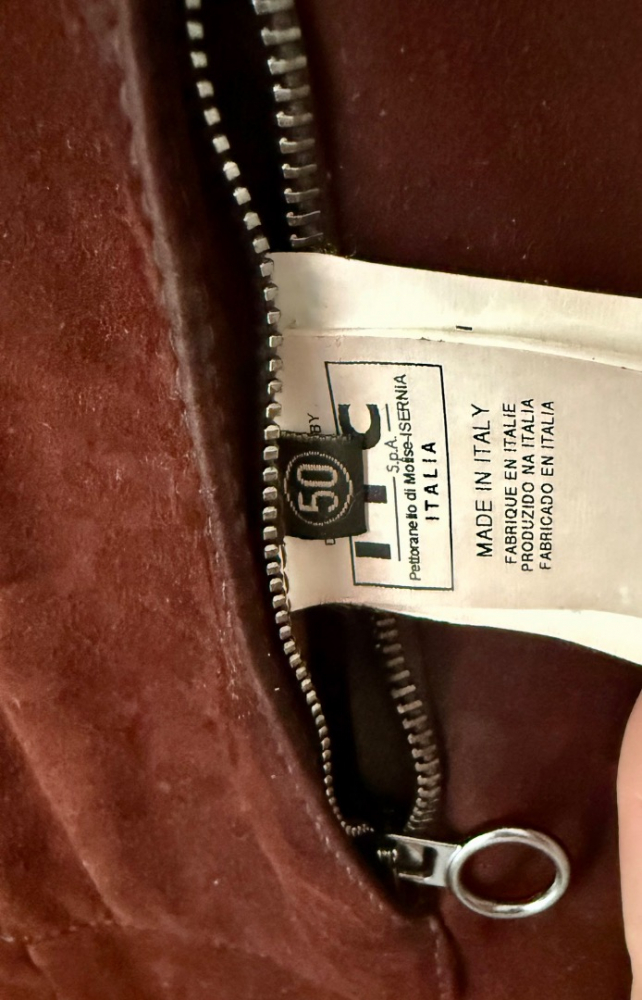 BY
50
S.p.A.
Pettoranello di Molise-ISERNIA
ITALIA
MADE IN ITALY
FABRIQUE EN ITALIE
PRODUZIDO NA ITALIA
FABRICADO EN ITALIA